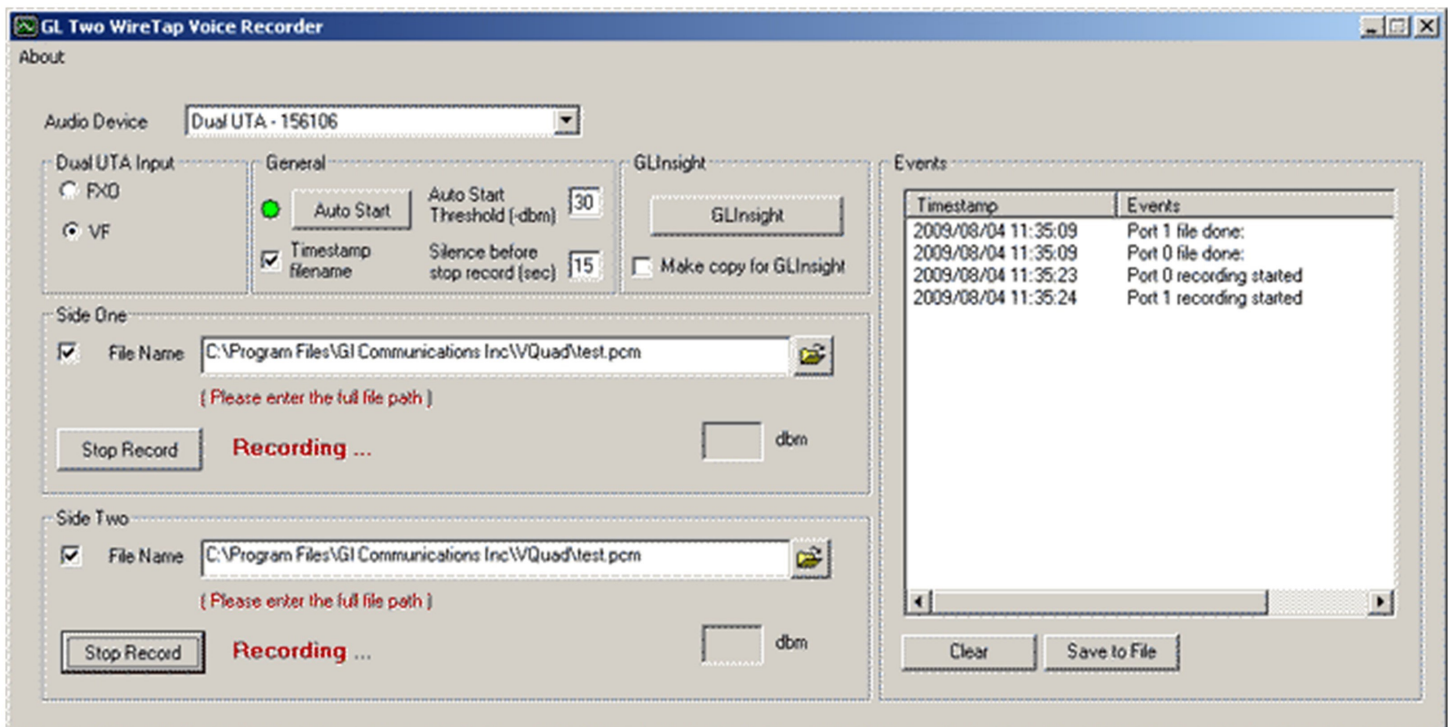 GL Two WireTap Voice Recorder
About
Audio Device
Dual UTA - 156106
Dual UTA Input
FXO
VF
General
Auto Start
Auto Start
Threshold (-dbm)
30
Timestamp
filename
Silence before
stop record (sec)
15
GLInsight
GLInsight
Make copy for GLInsight
Side One
File Name
C:\Program Files\Gl Communications Inc\VQuad\test.pcm
( Please enter the full file path )
Stop Record
Recording ...
dbm
Side Two
File Name
C:\Program Files\Gl Communications Inc\VQuad\test.pcm
( Please enter the full file path )
Stop Record
Recording ...
dbm
Events
Timestamp Events
2009/08/04 11:35:09 Port 1 file done:
2009/08/04 11:35:09 Port 0 file done:
2009/08/04 11:35:23 Port 0 recording started
2009/08/04 11:35:24 Port 1 recording started
Clear
Save to File